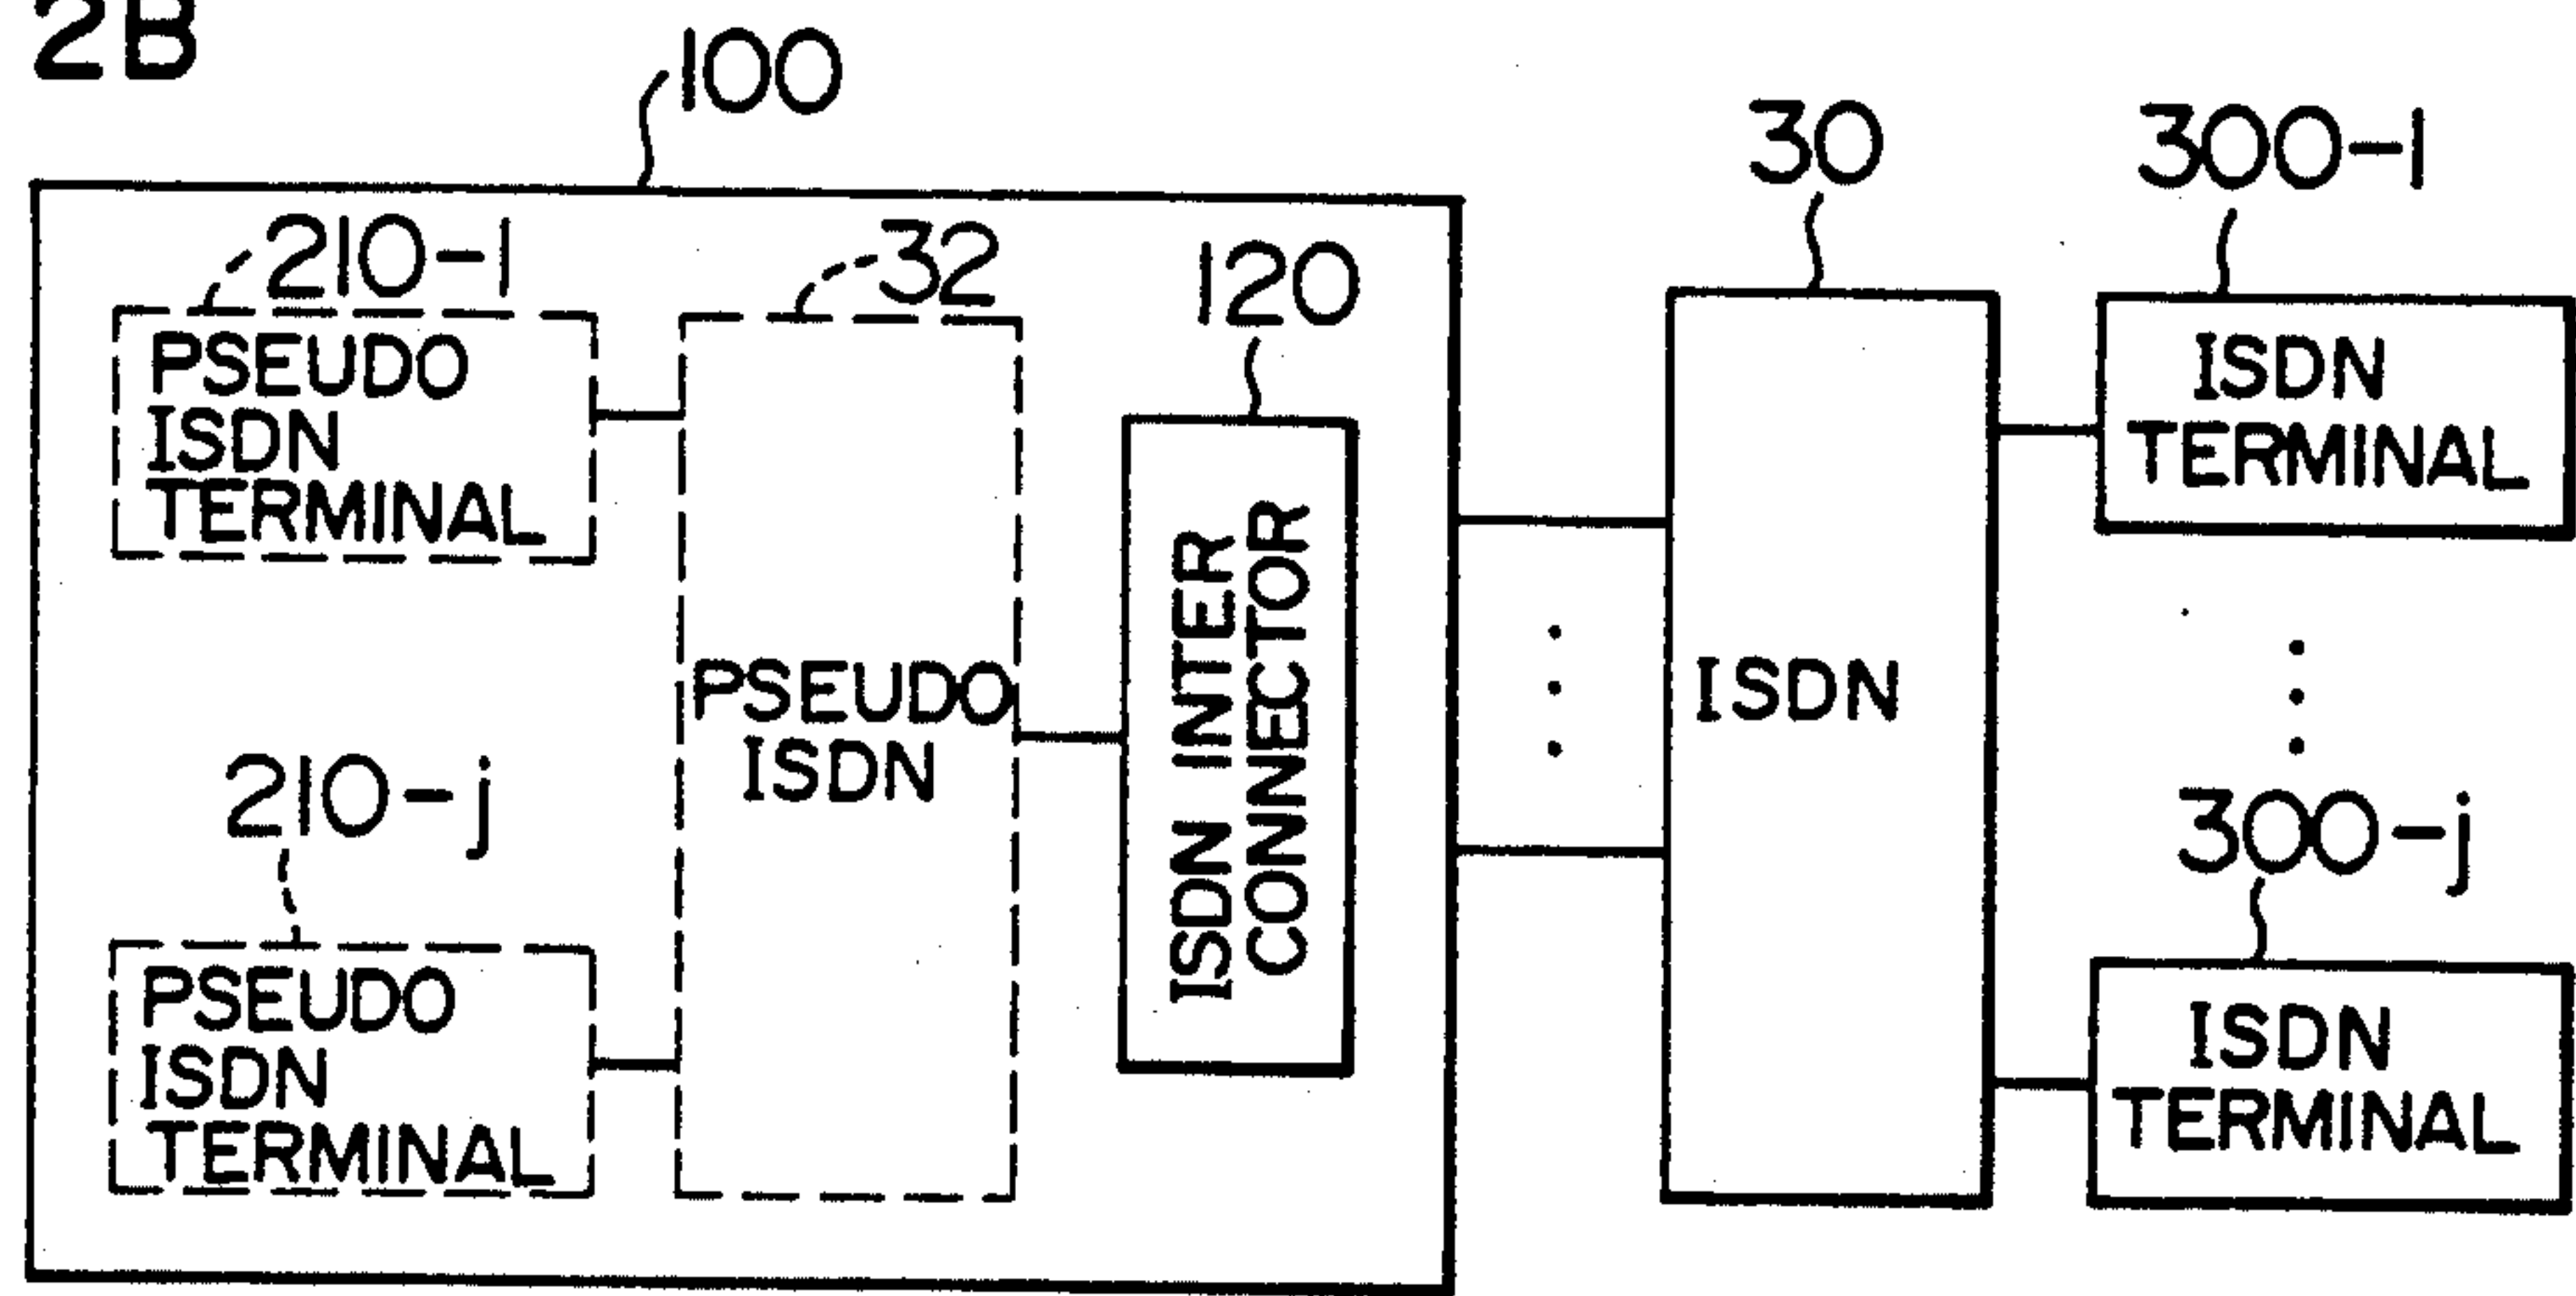 2B
100
30
300-1
210-1
32
120
PSEUDO
ISDN
TERMINAL
ISDN
TERMINAL
PSEUDO
ISDN
ISDN INTER
CONNECTOR
ISDN
210-j
300-j
PSEUDO
ISDN
TERMINAL
ISDN
TERMINAL